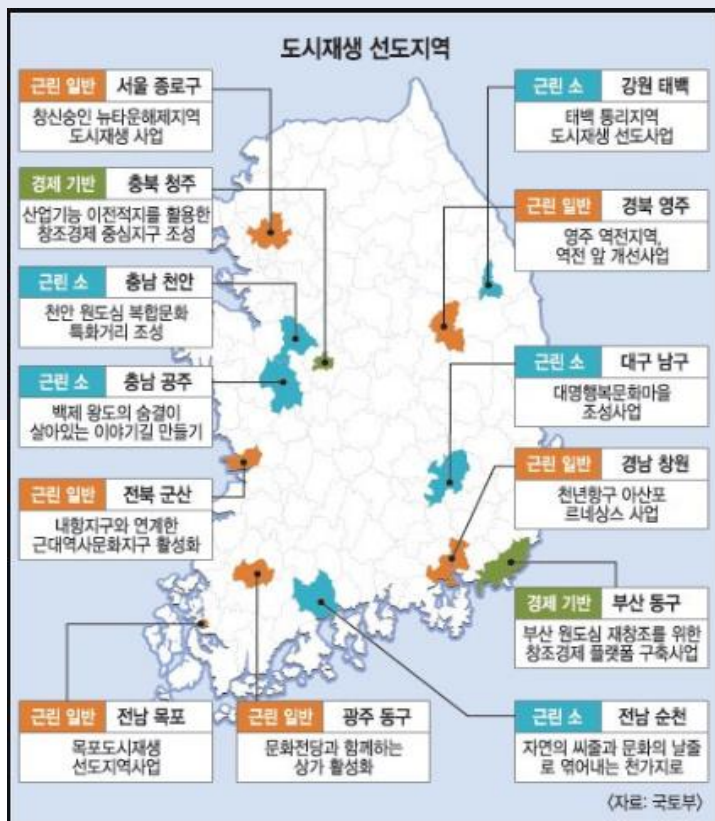 도시재생 선도지역
근린 일반 서울 종로구
창신숭인 뉴타운해제지역
도시재생 사업
경제 기반 충북 청주
산업기능 이전적지를 활용한
창조경제 중심지구 조성
근린 소 충남 천안
천안 원도심 복합문화
특화거리 조성
근린 소 충남 공주
백제 왕도의 숨결이
살아있는 이야기길 만들기
근린 일반 전북 군산
내항지구와 연계한
근대역사문화지구 활성화
근린 일반 전남 목포
목포도시재생
선도지역사업
근린 일반 광주 동구
문화전당과 함께하는
상가 활성화
근린 소 강원 태백
태백 통리지역
도시재생 선도사업
근린 일반 경북 영주
영주 역전지역,
역전 앞 개선사업
근린 소 대구 남구
대명행복문화마을
조성사업
근린 일반 경남 창원
천년항구 아산포
르네상스 사업
경제 기반 부산 동구
부산 원도심 재창조를 위한
창조경제 플랫폼 구축사업
근린 소 전남 순천
자연의 씨줄과 문화의 날줄
로 엮어내는 천가지로
〈자료: 국토부〉